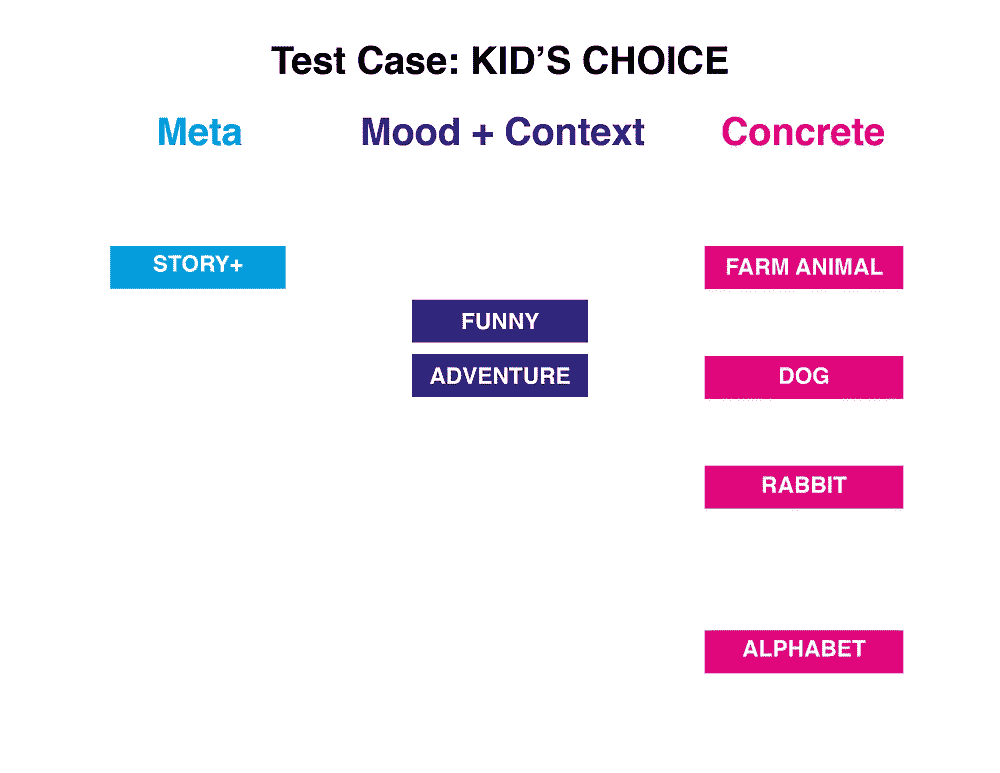 Test Case: KID’S CHOICE
Meta
Mood + Context
Concrete
STORY+
FARM ANIMAL
FUNNY
ADVENTURE
DOG
RABBIT
ALPHABET